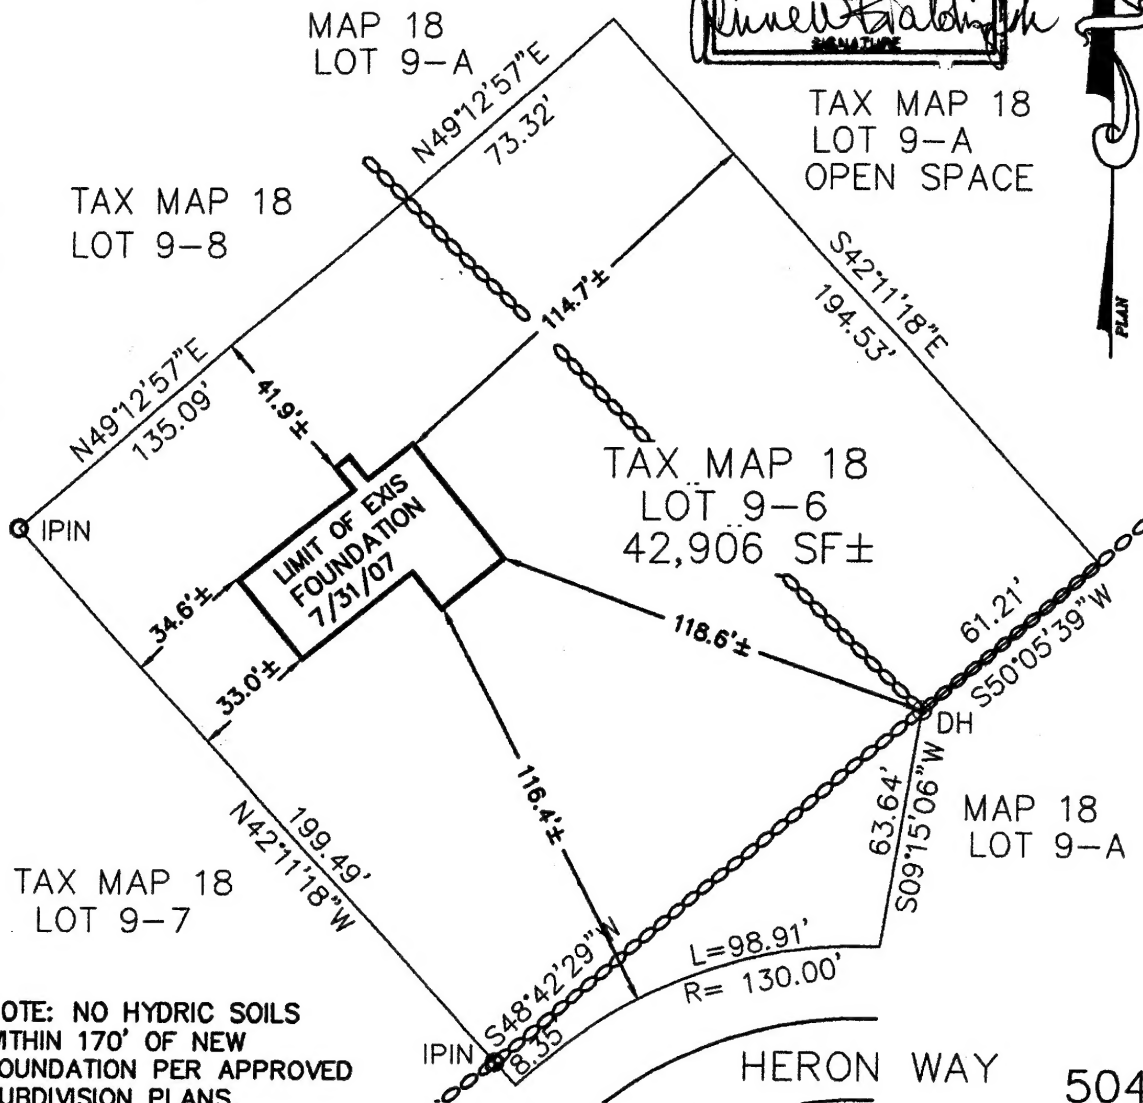 MAP 18
LOT 9-A
SIGNATURE
N49°12'57"E
73.32'
TAX MAP 18
LOT 9-A
OPEN SPACE
TAX MAP 18
LOT 9-8
S42°11'18"E
194.53'
114.7'±
PLAN
N49°12'57"E
135.09'
41.9'±
TAX MAP 18
LOT 9-6
42,906 SF±
IPIN
LIMIT OF EXIS
FOUNDATION
7/31/07
34.6'±
33.0'±
118.6'±
61.21'
S50°05'39"W
DH
116.4'±
63.64'
S09°15'06"W
MAP 18
LOT 9-A
199.49'
N42°11'18"W
TAX MAP 18
LOT 9-7
S48°42'29"W
8.35'
L=98.91'
R= 130.00'
OTE: NO HYDRIC SOILS
ITHIN 170' OF NEW
OUNDATION PER APPROVED
UBDIVISION PLANS
IPIN
HERON WAY
504